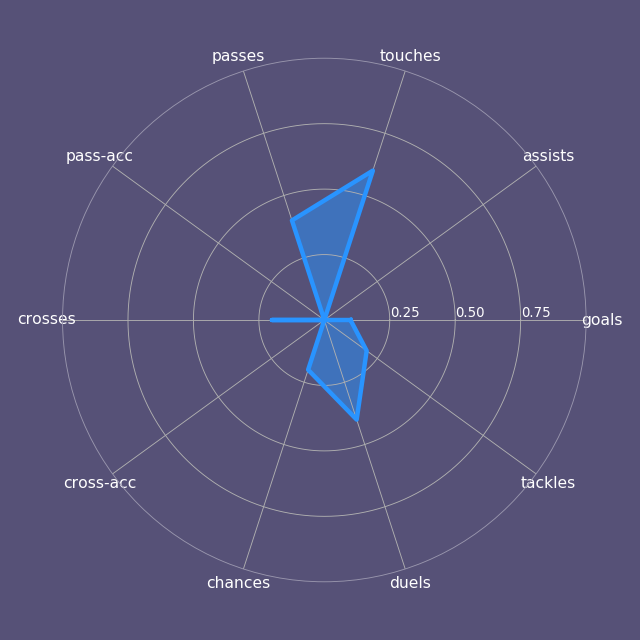 passes
touches
pass-acc
assists
0.25
0.50
0.75
crosses
goals
cross-acc
tackles
chances
duels